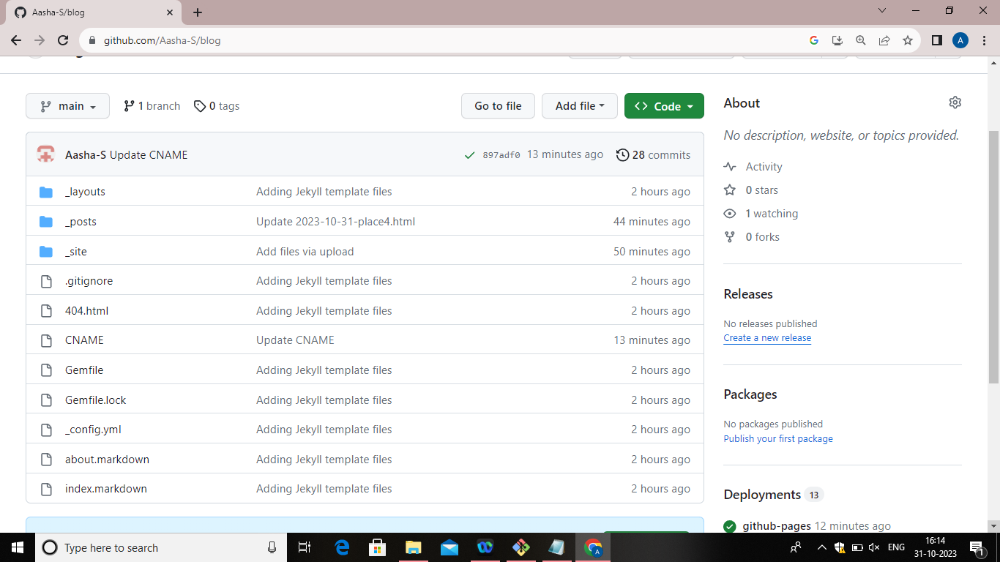 Aasha-S/blog
github.com/Aasha-S/blog
main 1 branch 0 tags Go to file Add file Code
Aasha-S Update CNAME 897adf0 13 minutes ago 28 commits
_layouts Adding Jekyll template files 2 hours ago
_posts Update 2023-10-31-place4.html 44 minutes ago
_site Add files via upload 50 minutes ago
.gitignore Adding Jekyll template files 2 hours ago
404.html Adding Jekyll template files 2 hours ago
CNAME Update CNAME 13 minutes ago
Gemfile Adding Jekyll template files 2 hours ago
Gemfile.lock Adding Jekyll template files 2 hours ago
_config.yml Adding Jekyll template files 2 hours ago
about.markdown Adding Jekyll template files 2 hours ago
index.markdown Adding Jekyll template files 2 hours ago
About
No description, website, or topics provided.
Activity
0 stars
1 watching
0 forks
Releases
No releases published
Create a new release
Packages
No packages published
Publish your first package
Deployments 13
github-pages 12 minutes ago
Type here to search
ENG
16:14
31-10-2023
1